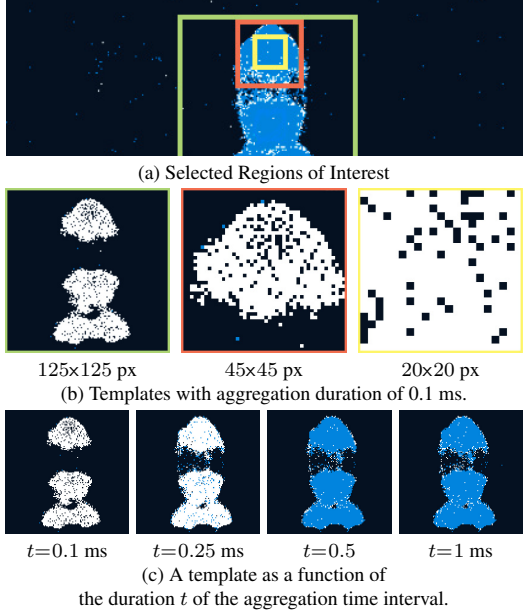 (a) Selected Regions of Interest
125×125 px 45×45 px 20×20 px
(b) Templates with aggregation duration of 0.1 ms.
t=0.1 ms t=0.25 ms t=0.5 t=1 ms
(c) A template as a function of
the duration t of the aggregation time interval.